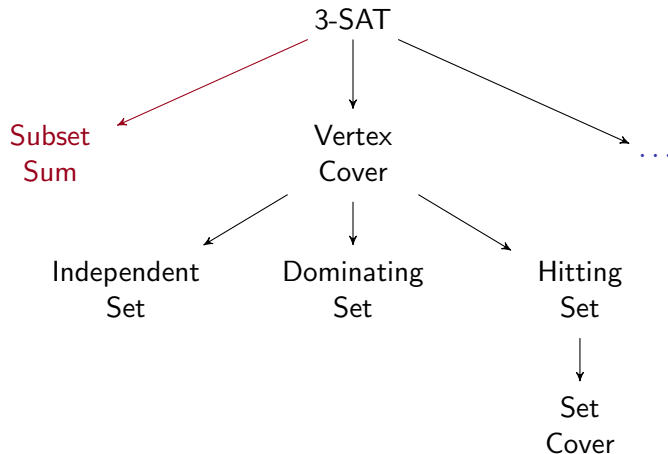 3-SAT
Subset
Sum
Vertex
Cover
...
Independent
Set
Dominating
Set
Hitting
Set
Set
Cover